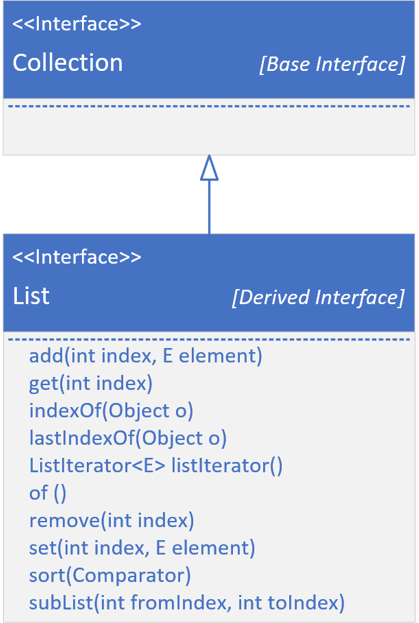 <<Interface>>
Collection [Base Interface]
<<Interface>>
List [Derived Interface]
add(int index, E element)
get(int index)
indexOf(Object o)
lastIndexOf(Object o)
ListIterator<E> listIterator()
of ()
remove(int index)
set(int index, E element)
sort(Comparator)
subList(int fromIndex, int toIndex)